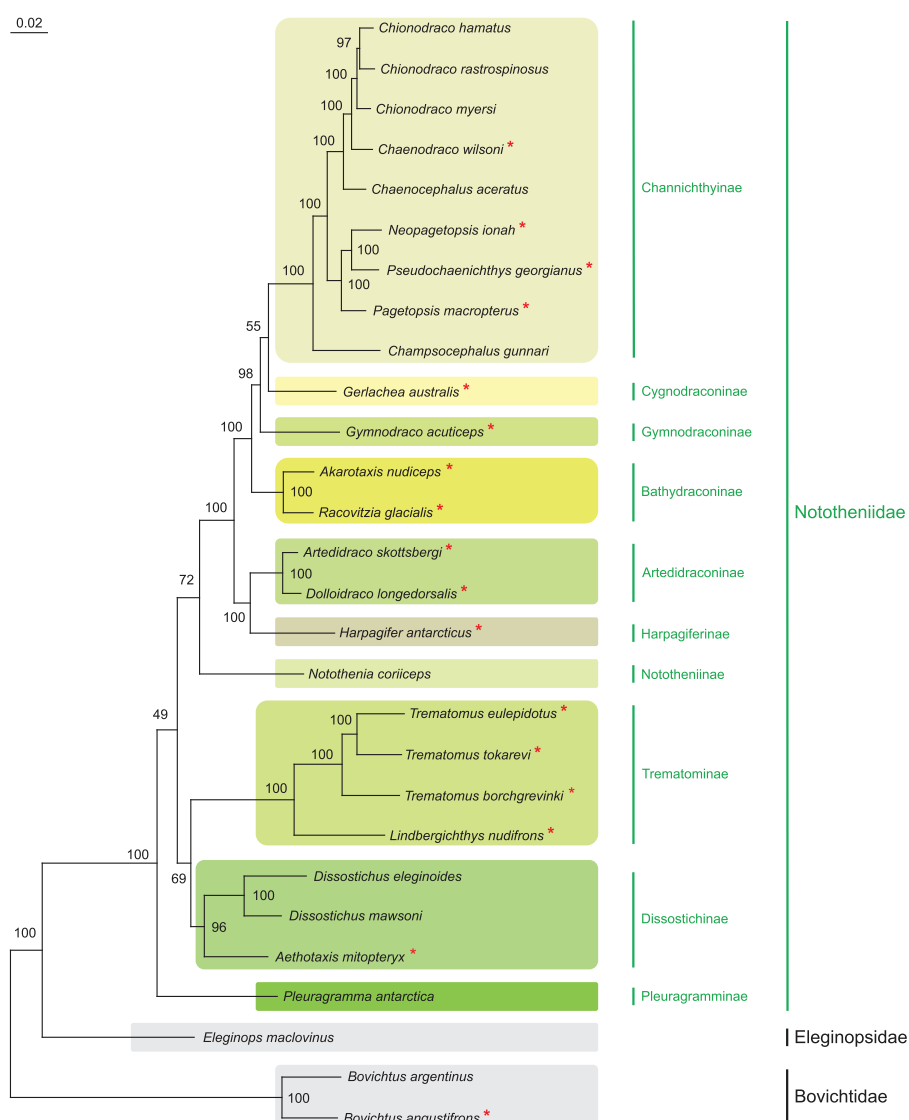 0.02
Chionodraco hamatus
97
Chionodraco rastrospinosus
100
Chionodraco myersi
100
Chaenodraco wilsoni *
100
Chaenocephalus aceratus
Channichthyinae
100
Neopagetopsis ionah *
100
Pseudochaenichthys georgianus *
100
100
Pagetopsis macropterus *
55
Champsocephalus gunnari
98
Gerlachea australis *
Cygnodraconinae
100
Gymnodraco acuticeps *
Gymnodraconinae
Akarotaxis nudiceps *
100
Bathydraconinae
100
Racovitzia glacialis *
Nototheniidae
Artedidraco skottsbergi *
72
100
Artedidraconinae
Dolloidraco longedorsalis *
100
Harpagifer antarcticus *
Harpagiferinae
Notothenia coriiceps
Nototheniinae
49
Trematomus eulepidotus *
100
100
Trematomus tokarevi *
Trematominae
100
Trematomus borchgrevinki *
Lindbergichthys nudifrons *
100
69
Dissostichus eleginoides
100
Dissostichus mawsoni
Dissostichinae
96
100
Aethotaxis mitopteryx *
Pleuragramma antarctica
Pleuragramminae
Eleginops maclovinus
Eleginopsidae
Bovichtus argentinus
100
Bovichtidae
Bovichtus angustifrons *